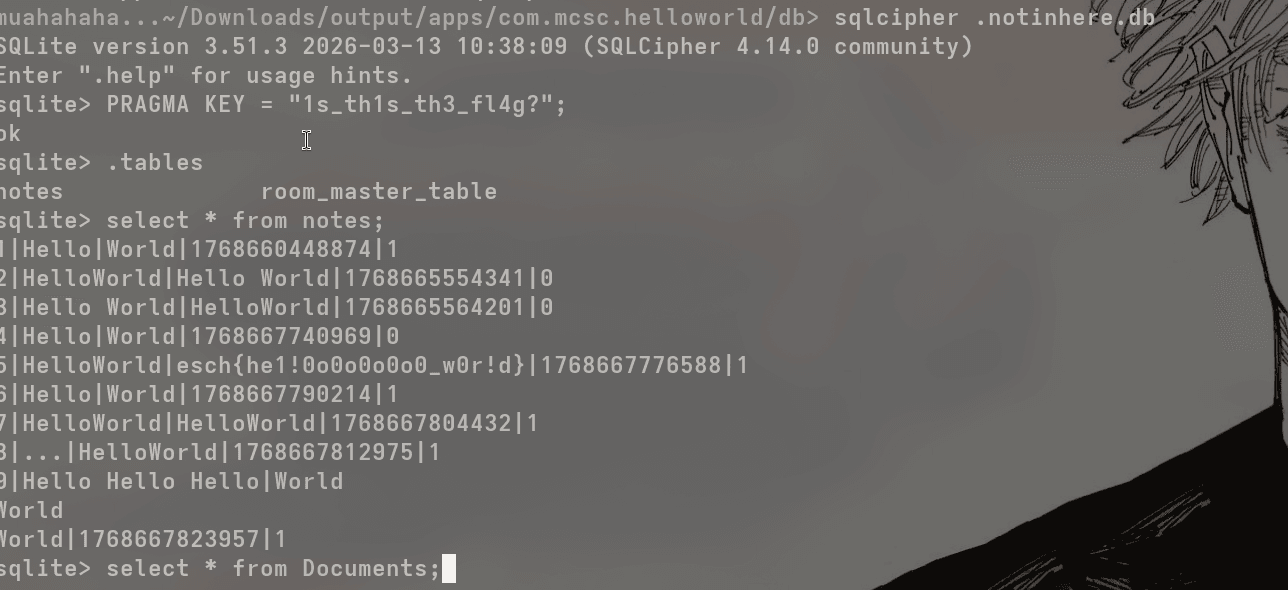 muahahaha...~/Downloads/output/apps/com.mcsc.helloworld/db> sqlcipher .notinhere.db
SQLite version 3.51.3 2026-03-13 10:38:09 (SQLCipher 4.14.0 community)
Enter ".help" for usage hints.
sqlite> PRAGMA KEY = "1s_th1s_th3_fl4g?";
ok
sqlite> .tables
notes              room_master_table
sqlite> select * from notes;
1|Hello|World|1768660448874|1
2|HelloWorld|Hello World|1768665554341|0
3|Hello World|HelloWorld|1768665564201|0
4|Hello|World|1768667740969|0
5|HelloWorld|esch{he1!0o0o0o0o0_w0r!d}|1768667776588|1
6|Hello|World|1768667790214|1
7|HelloWorld|HelloWorld|1768667804432|1
8|...|HelloWorld|1768667812975|1
9|Hello Hello Hello|World
World
World|1768667823957|1
sqlite> select * from Documents;